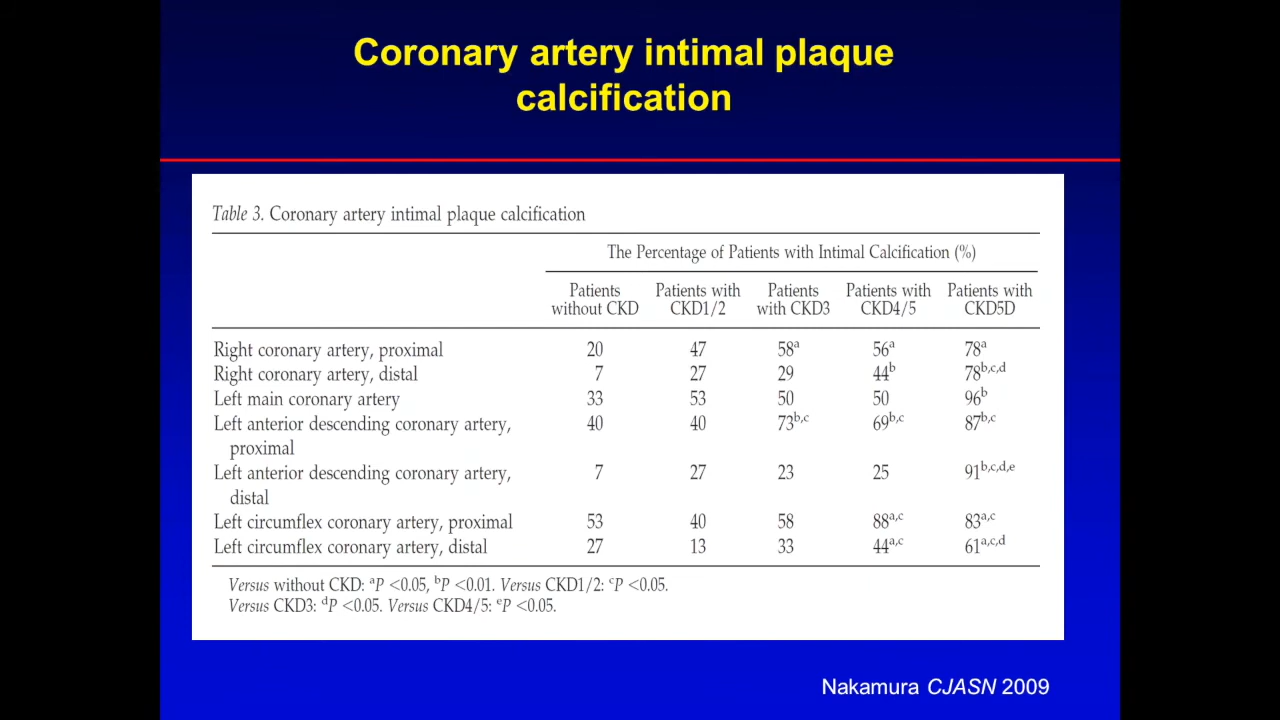 Coronary artery intimal plaque
calcification
Table 3. Coronary artery intimal plaque calcification
The Percentage of Patients with Intimal Calcification (%)
Patients without CKD Patients with CKD1/2 Patients with CKD3 Patients with CKD4/5 Patients with CKD5D
Right coronary artery, proximal 20 47 58a 56a 78a
Right coronary artery, distal 7 27 29 44b 78b,c,d
Left main coronary artery 33 53 50 50 96b
Left anterior descending coronary artery, 40 40 73b,c 69b,c 87b,c
proximal
Left anterior descending coronary artery, 7 27 23 25 91b,c,d,e
distal
Left circumflex coronary artery, proximal 53 40 58 88a,c 83a,c
Left circumflex coronary artery, distal 27 13 33 44a,c 61a,c,d
Versus without CKD: aP <0.05, bP <0.01. Versus CKD1/2: cP <0.05.
Versus CKD3: dP <0.05. Versus CKD4/5: eP <0.05.
Nakamura CJASN 2009